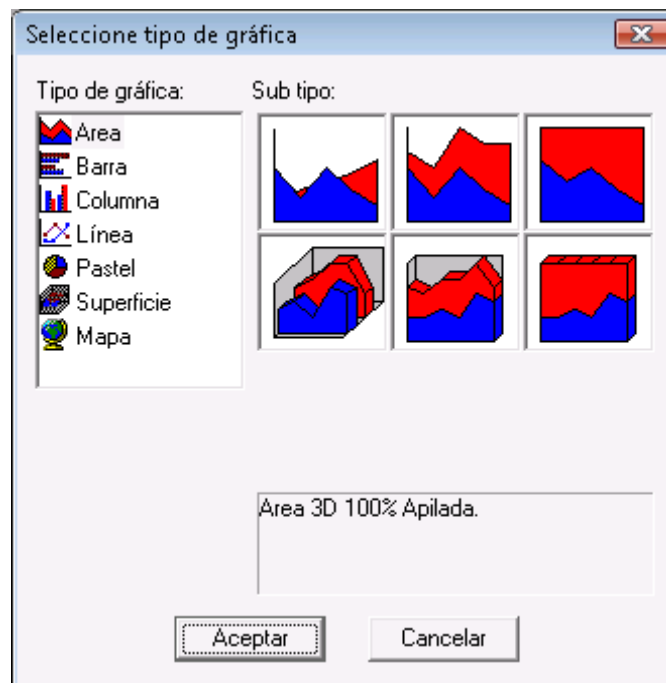 Seleccione tipo de gráfica
Tipo de gráfica:
Sub tipo:
Area
Barra
Columna
Línea
Pastel
Superficie
Mapa
Area 3D 100% Apilada.
Aceptar
Cancelar